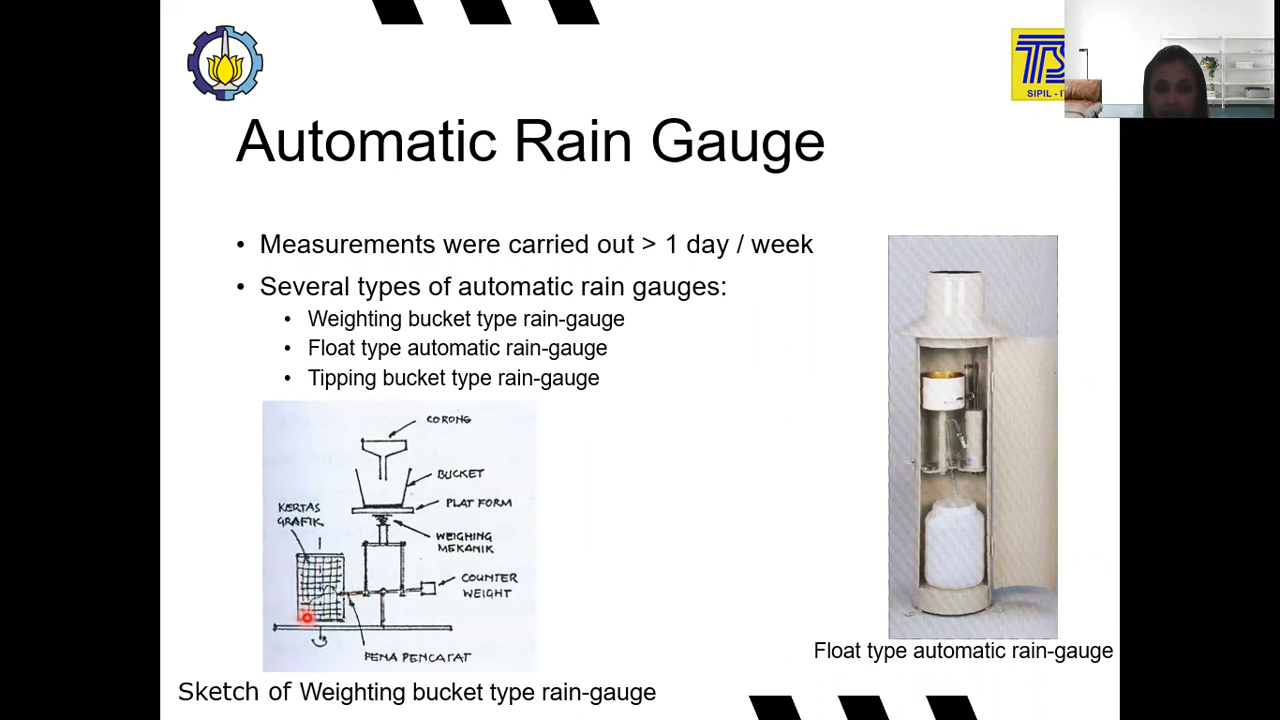 TS
SIPIL - IT
Automatic Rain Gauge
• Measurements were carried out > 1 day / week
• Several types of automatic rain gauges:
• Weighting bucket type rain-gauge
• Float type automatic rain-gauge
• Tipping bucket type rain-gauge
CORONG
BUCKET
PLAT FORM
KERTAS
GRAFIK
WEIGHING
MEKANIK
COUNTER
WEIGHT
PENA PENCATAT
Float type automatic rain-gauge
Sketch of Weighting bucket type rain-gauge